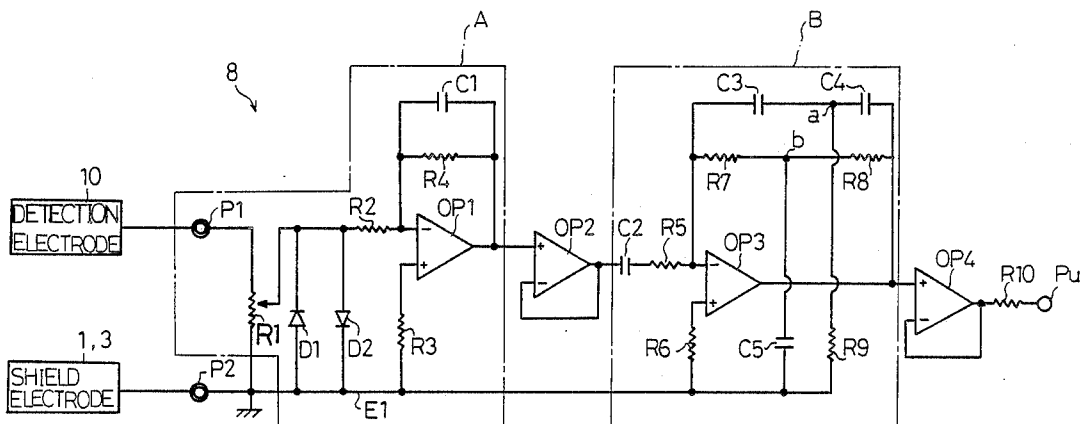 A
B
8
C1
C3
C4
a
b
R4
R7
R8
10
DETECTION
ELECTRODE
P1
R2
OP1
OP2
C2
R5
OP3
OP4
R10
Pu
R1
D1
D2
R3
R6
C5
R9
1,3
SHIELD
ELECTRODE
P2
E1